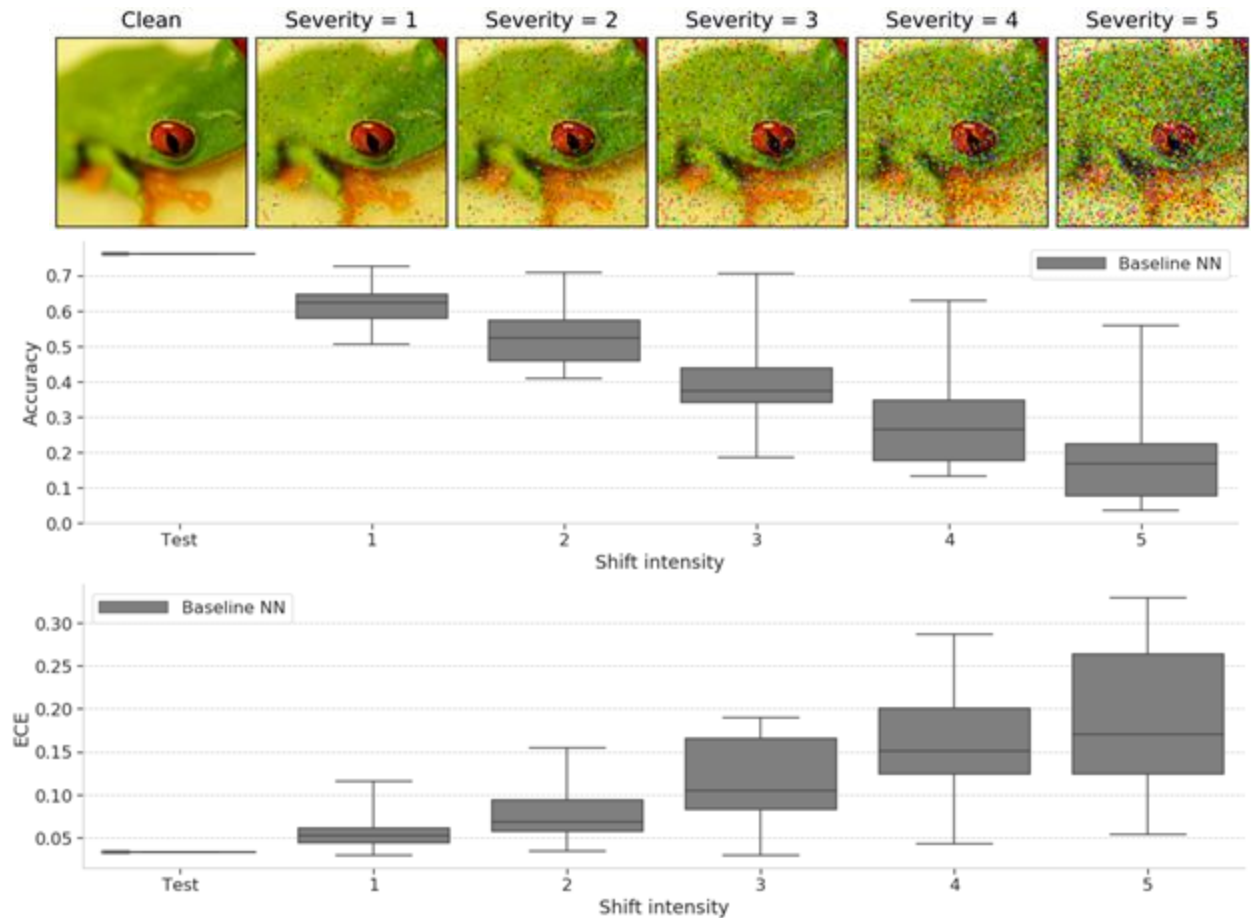 Clean Severity = 1 Severity = 2 Severity = 3 Severity = 4 Severity = 5
Accuracy
0.7
0.6
0.5
0.4
0.3
0.2
0.1
0.0
Baseline NN
Test 1 2 3 4 5
Shift intensity
ECE
0.30
0.25
0.20
0.15
0.10
0.05
Baseline NN
Test 1 2 3 4 5
Shift intensity